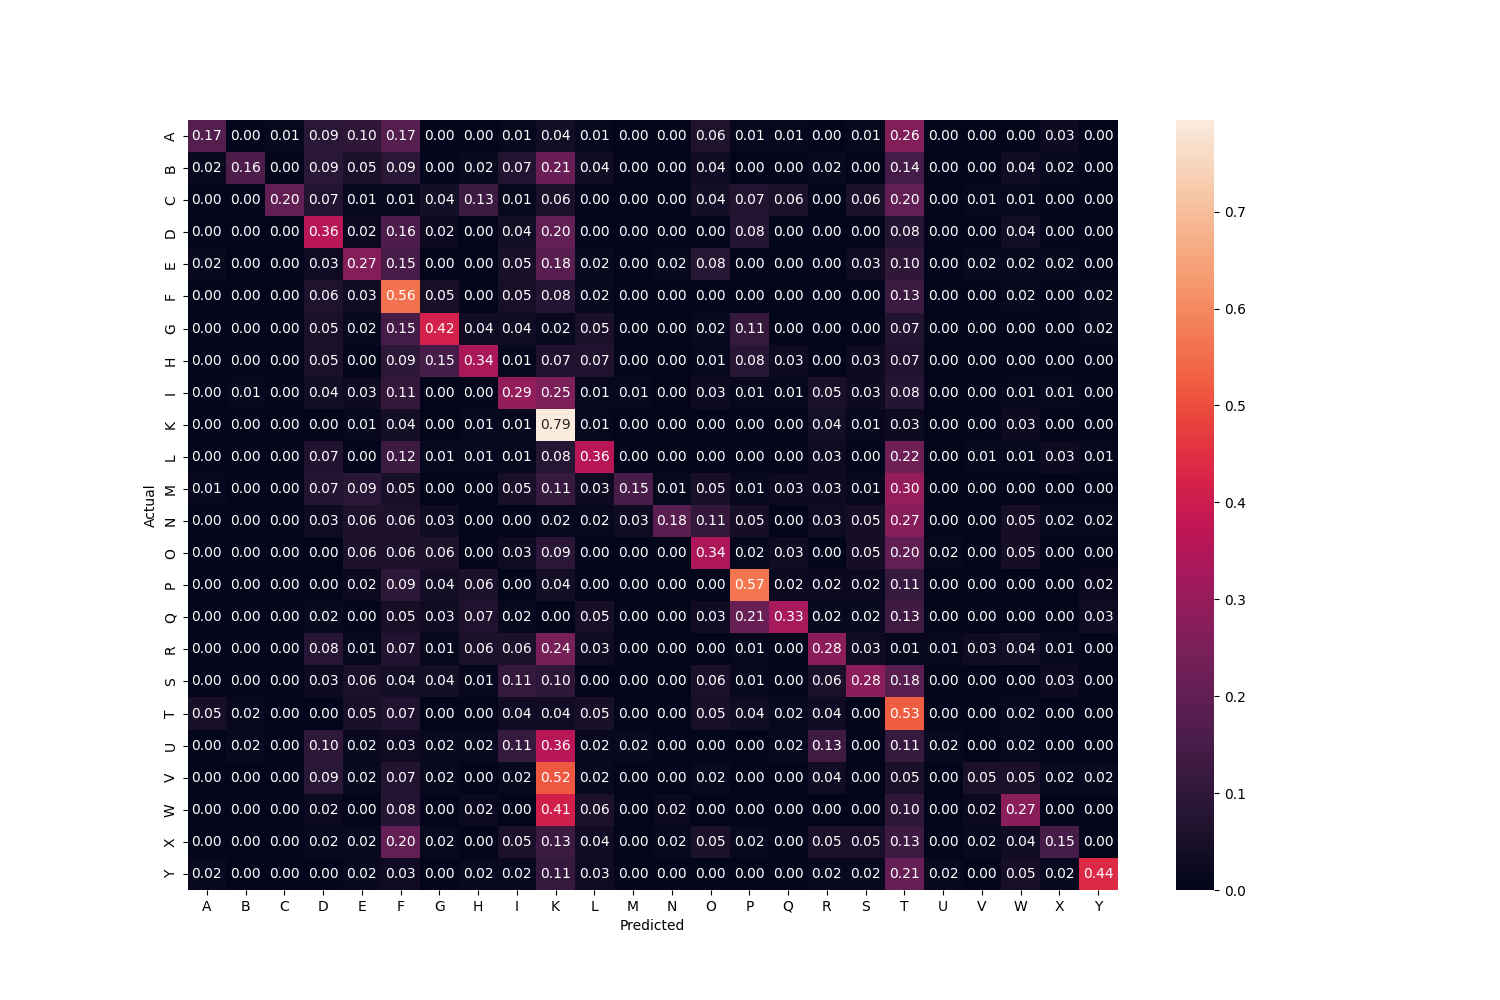 A 0.17 0.00 0.01 0.09 0.10 0.17 0.00 0.00 0.01 0.04 0.01 0.00 0.00 0.06 0.01 0.01 0.00 0.01 0.26 0.00 0.00 0.00 0.03 0.00
B 0.02 0.16 0.00 0.09 0.05 0.09 0.00 0.02 0.07 0.21 0.04 0.00 0.00 0.04 0.00 0.00 0.02 0.00 0.14 0.00 0.00 0.04 0.02 0.00
C 0.00 0.00 0.20 0.07 0.01 0.01 0.04 0.13 0.01 0.06 0.00 0.00 0.00 0.04 0.07 0.06 0.00 0.06 0.20 0.00 0.01 0.01 0.00 0.00
0.7
D 0.00 0.00 0.00 0.36 0.02 0.16 0.02 0.00 0.04 0.20 0.00 0.00 0.00 0.00 0.08 0.00 0.00 0.00 0.08 0.00 0.00 0.04 0.00 0.00
E 0.02 0.00 0.00 0.03 0.27 0.15 0.00 0.00 0.05 0.18 0.02 0.00 0.02 0.08 0.00 0.00 0.00 0.03 0.10 0.00 0.02 0.02 0.02 0.00
F 0.00 0.00 0.00 0.06 0.03 0.56 0.05 0.00 0.05 0.08 0.02 0.00 0.00 0.00 0.00 0.00 0.00 0.00 0.13 0.00 0.00 0.02 0.00 0.02
0.6
G 0.00 0.00 0.00 0.05 0.02 0.15 0.42 0.04 0.04 0.02 0.05 0.00 0.00 0.02 0.11 0.00 0.00 0.00 0.07 0.00 0.00 0.00 0.00 0.02
H 0.00 0.00 0.00 0.05 0.00 0.09 0.15 0.34 0.01 0.07 0.07 0.00 0.00 0.01 0.08 0.03 0.00 0.03 0.07 0.00 0.00 0.00 0.00 0.00
I 0.00 0.01 0.00 0.04 0.03 0.11 0.00 0.00 0.29 0.25 0.01 0.01 0.00 0.03 0.01 0.01 0.05 0.03 0.08 0.00 0.00 0.01 0.01 0.00
0.5
K 0.00 0.00 0.00 0.00 0.01 0.04 0.00 0.01 0.01 0.79 0.01 0.00 0.00 0.00 0.00 0.00 0.04 0.01 0.03 0.00 0.00 0.03 0.00 0.00
L 0.00 0.00 0.00 0.07 0.00 0.12 0.01 0.01 0.01 0.08 0.36 0.00 0.00 0.00 0.00 0.00 0.03 0.00 0.22 0.00 0.01 0.01 0.03 0.01
M 0.01 0.00 0.00 0.07 0.09 0.05 0.00 0.00 0.05 0.11 0.03 0.15 0.01 0.05 0.01 0.03 0.03 0.01 0.30 0.00 0.00 0.00 0.00 0.00
0.4
Actual
N 0.00 0.00 0.00 0.03 0.06 0.06 0.03 0.00 0.00 0.02 0.02 0.03 0.18 0.11 0.05 0.00 0.03 0.05 0.27 0.00 0.00 0.05 0.02 0.02
O 0.00 0.00 0.00 0.00 0.06 0.06 0.06 0.00 0.03 0.09 0.00 0.00 0.00 0.34 0.02 0.03 0.00 0.05 0.20 0.02 0.00 0.05 0.00 0.00
P 0.00 0.00 0.00 0.00 0.02 0.09 0.04 0.06 0.00 0.04 0.00 0.00 0.00 0.00 0.57 0.02 0.02 0.02 0.11 0.00 0.00 0.00 0.00 0.02
0.3
Q 0.00 0.00 0.00 0.02 0.00 0.05 0.03 0.07 0.02 0.00 0.05 0.00 0.00 0.03 0.21 0.33 0.02 0.02 0.13 0.00 0.00 0.00 0.00 0.03
R 0.00 0.00 0.00 0.08 0.01 0.07 0.01 0.06 0.06 0.24 0.03 0.00 0.00 0.00 0.01 0.00 0.28 0.03 0.01 0.01 0.03 0.04 0.01 0.00
S 0.00 0.00 0.00 0.03 0.06 0.04 0.04 0.01 0.11 0.10 0.00 0.00 0.00 0.06 0.01 0.00 0.06 0.28 0.18 0.00 0.00 0.00 0.03 0.00
0.2
T 0.05 0.02 0.00 0.00 0.05 0.07 0.00 0.00 0.04 0.04 0.05 0.00 0.00 0.05 0.04 0.02 0.04 0.00 0.53 0.00 0.00 0.02 0.00 0.00
U 0.00 0.02 0.00 0.10 0.02 0.03 0.02 0.02 0.11 0.36 0.02 0.02 0.00 0.00 0.00 0.02 0.13 0.00 0.11 0.02 0.00 0.02 0.00 0.00
V 0.00 0.00 0.00 0.09 0.02 0.07 0.02 0.00 0.02 0.52 0.02 0.00 0.00 0.02 0.00 0.00 0.04 0.00 0.05 0.00 0.05 0.05 0.02 0.02
0.1
W 0.00 0.00 0.00 0.02 0.00 0.08 0.00 0.02 0.00 0.41 0.06 0.00 0.02 0.00 0.00 0.00 0.00 0.00 0.10 0.00 0.02 0.27 0.00 0.00
X 0.00 0.00 0.00 0.02 0.02 0.20 0.02 0.00 0.05 0.13 0.04 0.00 0.02 0.05 0.02 0.00 0.05 0.05 0.13 0.00 0.02 0.04 0.15 0.00
Y 0.02 0.00 0.00 0.00 0.02 0.03 0.00 0.02 0.02 0.11 0.03 0.00 0.00 0.00 0.00 0.00 0.02 0.02 0.21 0.02 0.00 0.05 0.02 0.44
0.0
A B C D E F G H I K L M N O P Q R S T U V W X Y
Predicted